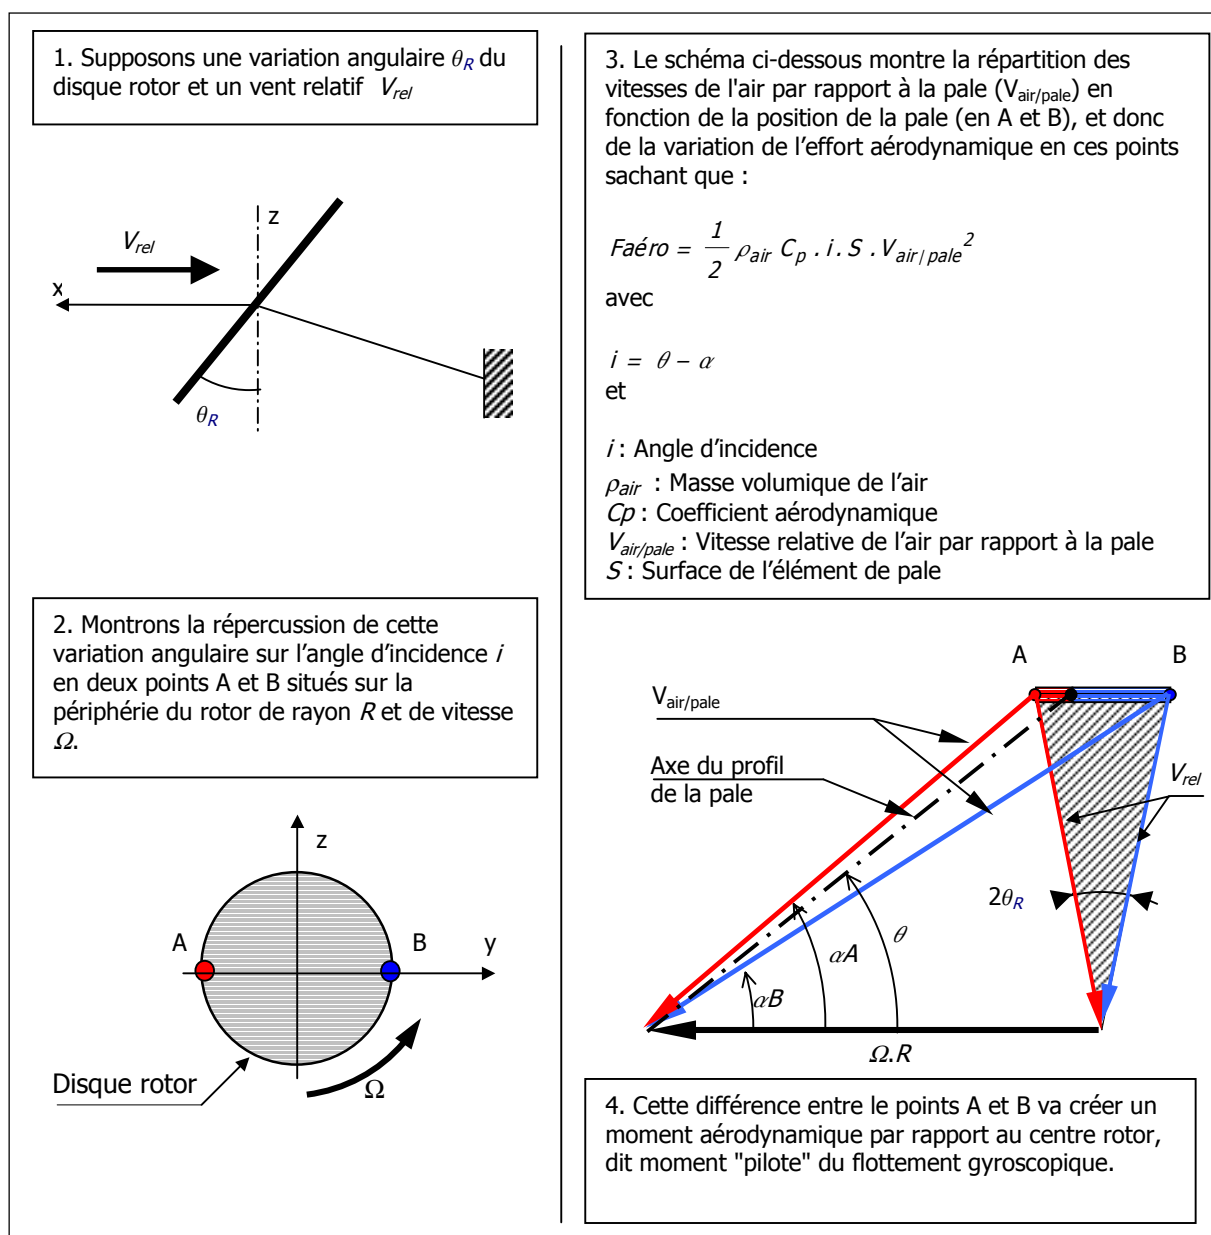 1. Supposons une variation angulaire θR du
disque rotor et un vent relatif Vrel
z
Vrel
x
θR
2. Montrons la répercussion de cette
variation angulaire sur l'angle d'incidence i
en deux points A et B situés sur la
périphérie du rotor de rayon R et de vitesse
Ω.
z
A
B
y
Disque rotor
Ω
3. Le schéma ci-dessous montre la répartition des
vitesses de l'air par rapport à la pale (Vair/pale) en
fonction de la position de la pale (en A et B), et donc
de la variation de l'effort aérodynamique en ces points
sachant que :
Faéro = 1/2 ρair Cp . i . S . Vair/pale²
avec
i = θ – α
et
i : Angle d'incidence
ρair : Masse volumique de l'air
Cp : Coefficient aérodynamique
Vair/pale : Vitesse relative de l'air par rapport à la pale
S : Surface de l'élément de pale
A
B
Vair/pale
Axe du profil
de la pale
Vrel
2θR
θ
αA
αB
Ω.R
4. Cette différence entre le points A et B va créer un
moment aérodynamique par rapport au centre rotor,
dit moment "pilote" du flottement gyroscopique.